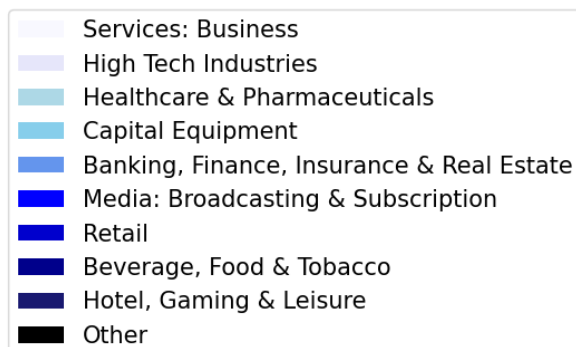 Services: Business
High Tech Industries
Healthcare & Pharmaceuticals
Capital Equipment
Banking, Finance, Insurance & Real Estate
Media: Broadcasting & Subscription
Retail
Beverage, Food & Tobacco
Hotel, Gaming & Leisure
Other